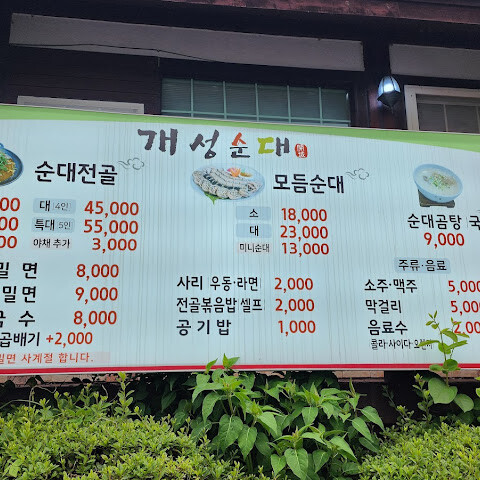 개성순대
순대전골
대 4인 45,000
특대 5인 55,000
야채 추가 3,000
밀 면 8,000
밀 면 9,000
국 수 8,000
곱배기 +2,000
밀면 사계절 합니다.
모듬순대
소 18,000
대 23,000
미니순대 13,000
사리 우동·라면 2,000
전골볶음밥 셀프 2,000
공 기 밥 1,000
순대곰탕
9,000
주류·음료
소주·맥주 5,000
막걸리 5,000
음료수 2,000
콜라·사이다·